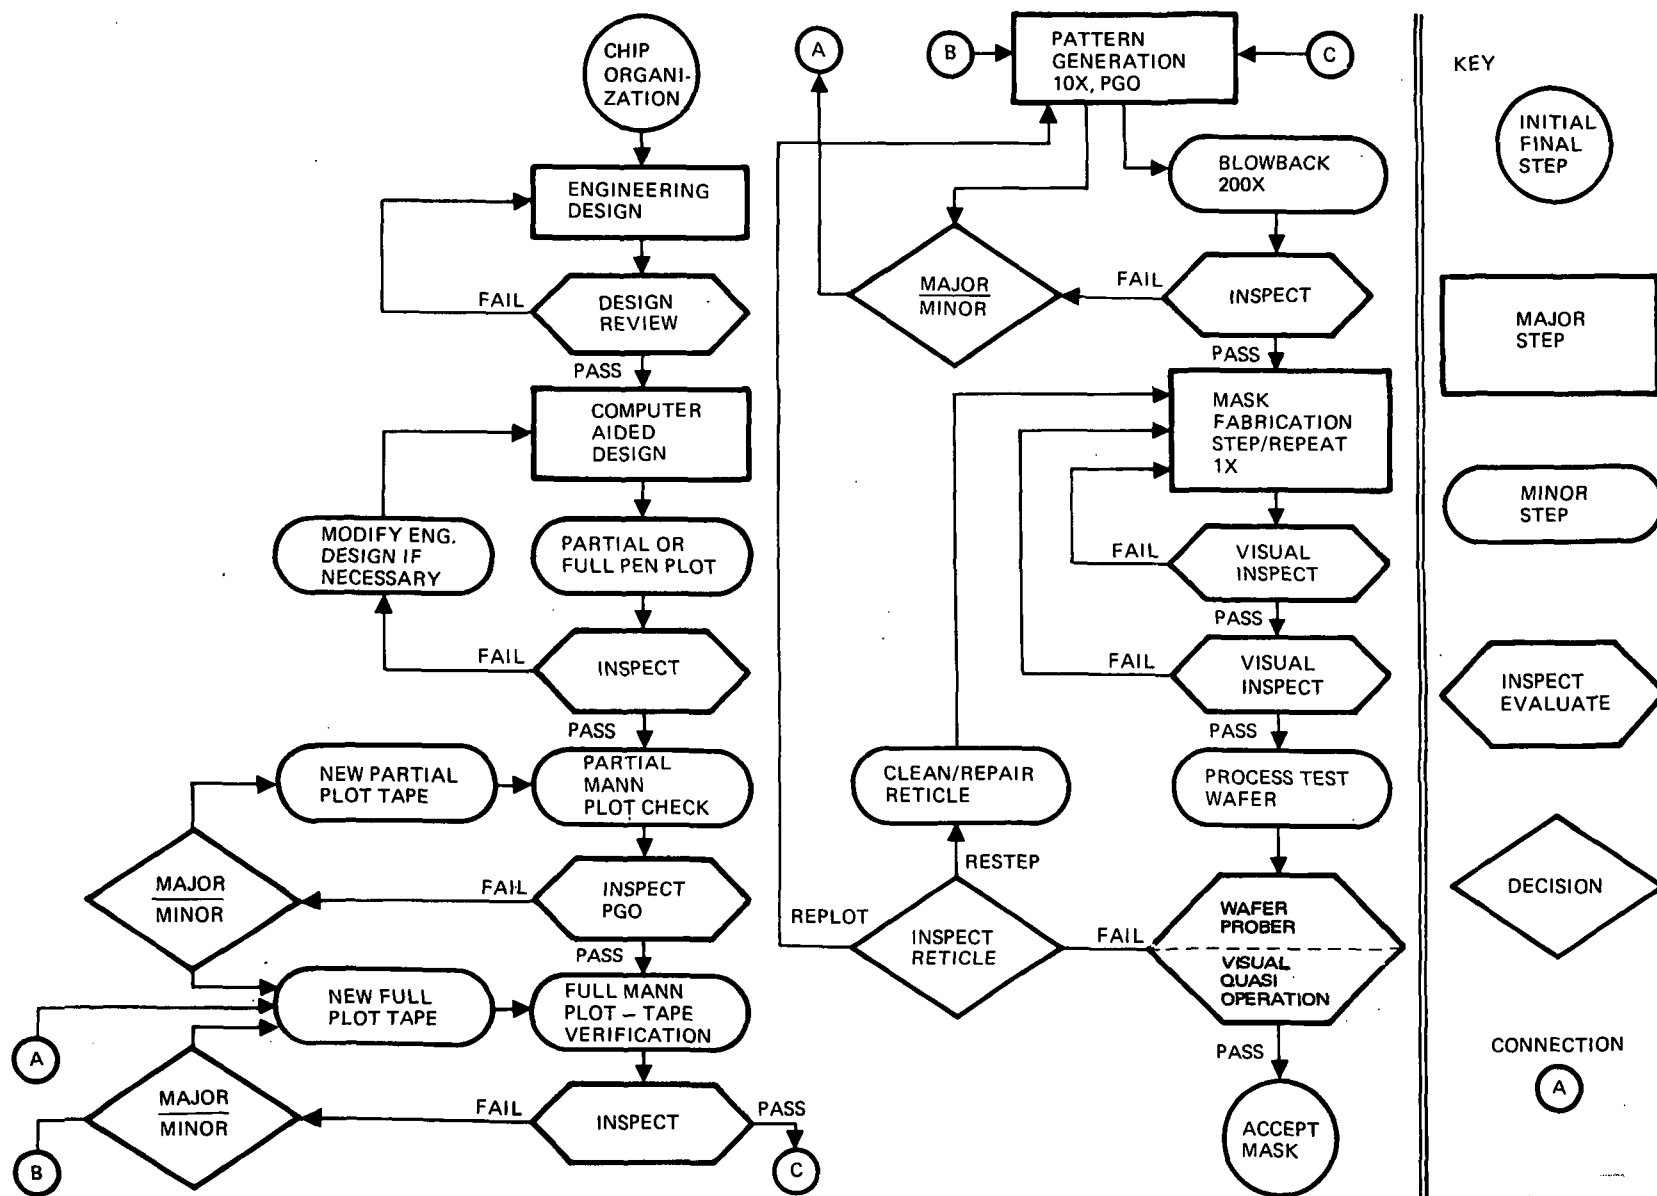 CHIP
ORGANI-
ZATION
ENGINEERING
DESIGN
FAIL
DESIGN
REVIEW
PASS
COMPUTER
AIDED
DESIGN
MODIFY ENG.
DESIGN IF
NECESSARY
PARTIAL OR
FULL PEN PLOT
FAIL
INSPECT
PASS
NEW PARTIAL
PLOT TAPE
PARTIAL
MANN
PLOT CHECK
MAJOR
MINOR
FAIL
INSPECT
PGO
PASS
NEW FULL
PLOT TAPE
FULL MANN
PLOT – TAPE
VERIFICATION
A
MAJOR
MINOR
FAIL
INSPECT
PASS
B
C
A
B
PATTERN
GENERATION
10X, PGO
C
BLOWBACK
200X
MAJOR
MINOR
FAIL
INSPECT
PASS
MASK
FABRICATION
STEP/REPEAT
1X
FAIL
VISUAL
INSPECT
PASS
FAIL
VISUAL
INSPECT
PASS
CLEAN/REPAIR
RETICLE
PROCESS TEST
WAFER
RESTEP
REPLOT
INSPECT
RETICLE
FAIL
WAFER
PROBER
VISUAL
QUASI
OPERATION
PASS
ACCEPT
MASK
KEY
INITIAL
FINAL
STEP
MAJOR
STEP
MINOR
STEP
INSPECT
EVALUATE
DECISION
CONNECTION
A